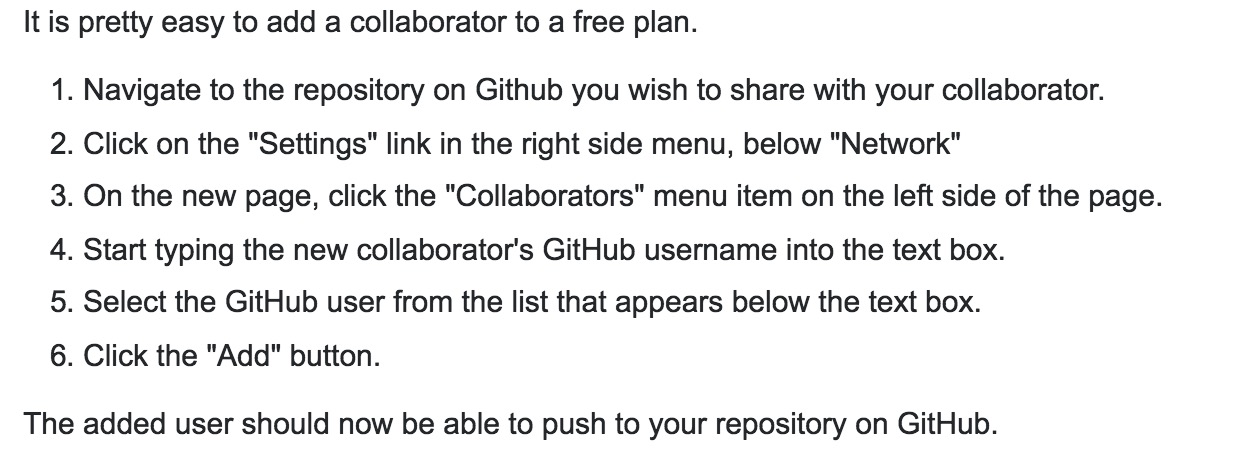 It is pretty easy to add a collaborator to a free plan.
1. Navigate to the repository on Github you wish to share with your collaborator.
2. Click on the "Settings" link in the right side menu, below "Network"
3. On the new page, click the "Collaborators" menu item on the left side of the page.
4. Start typing the new collaborator's GitHub username into the text box.
5. Select the GitHub user from the list that appears below the text box.
6. Click the "Add" button.
The added user should now be able to push to your repository on GitHub.